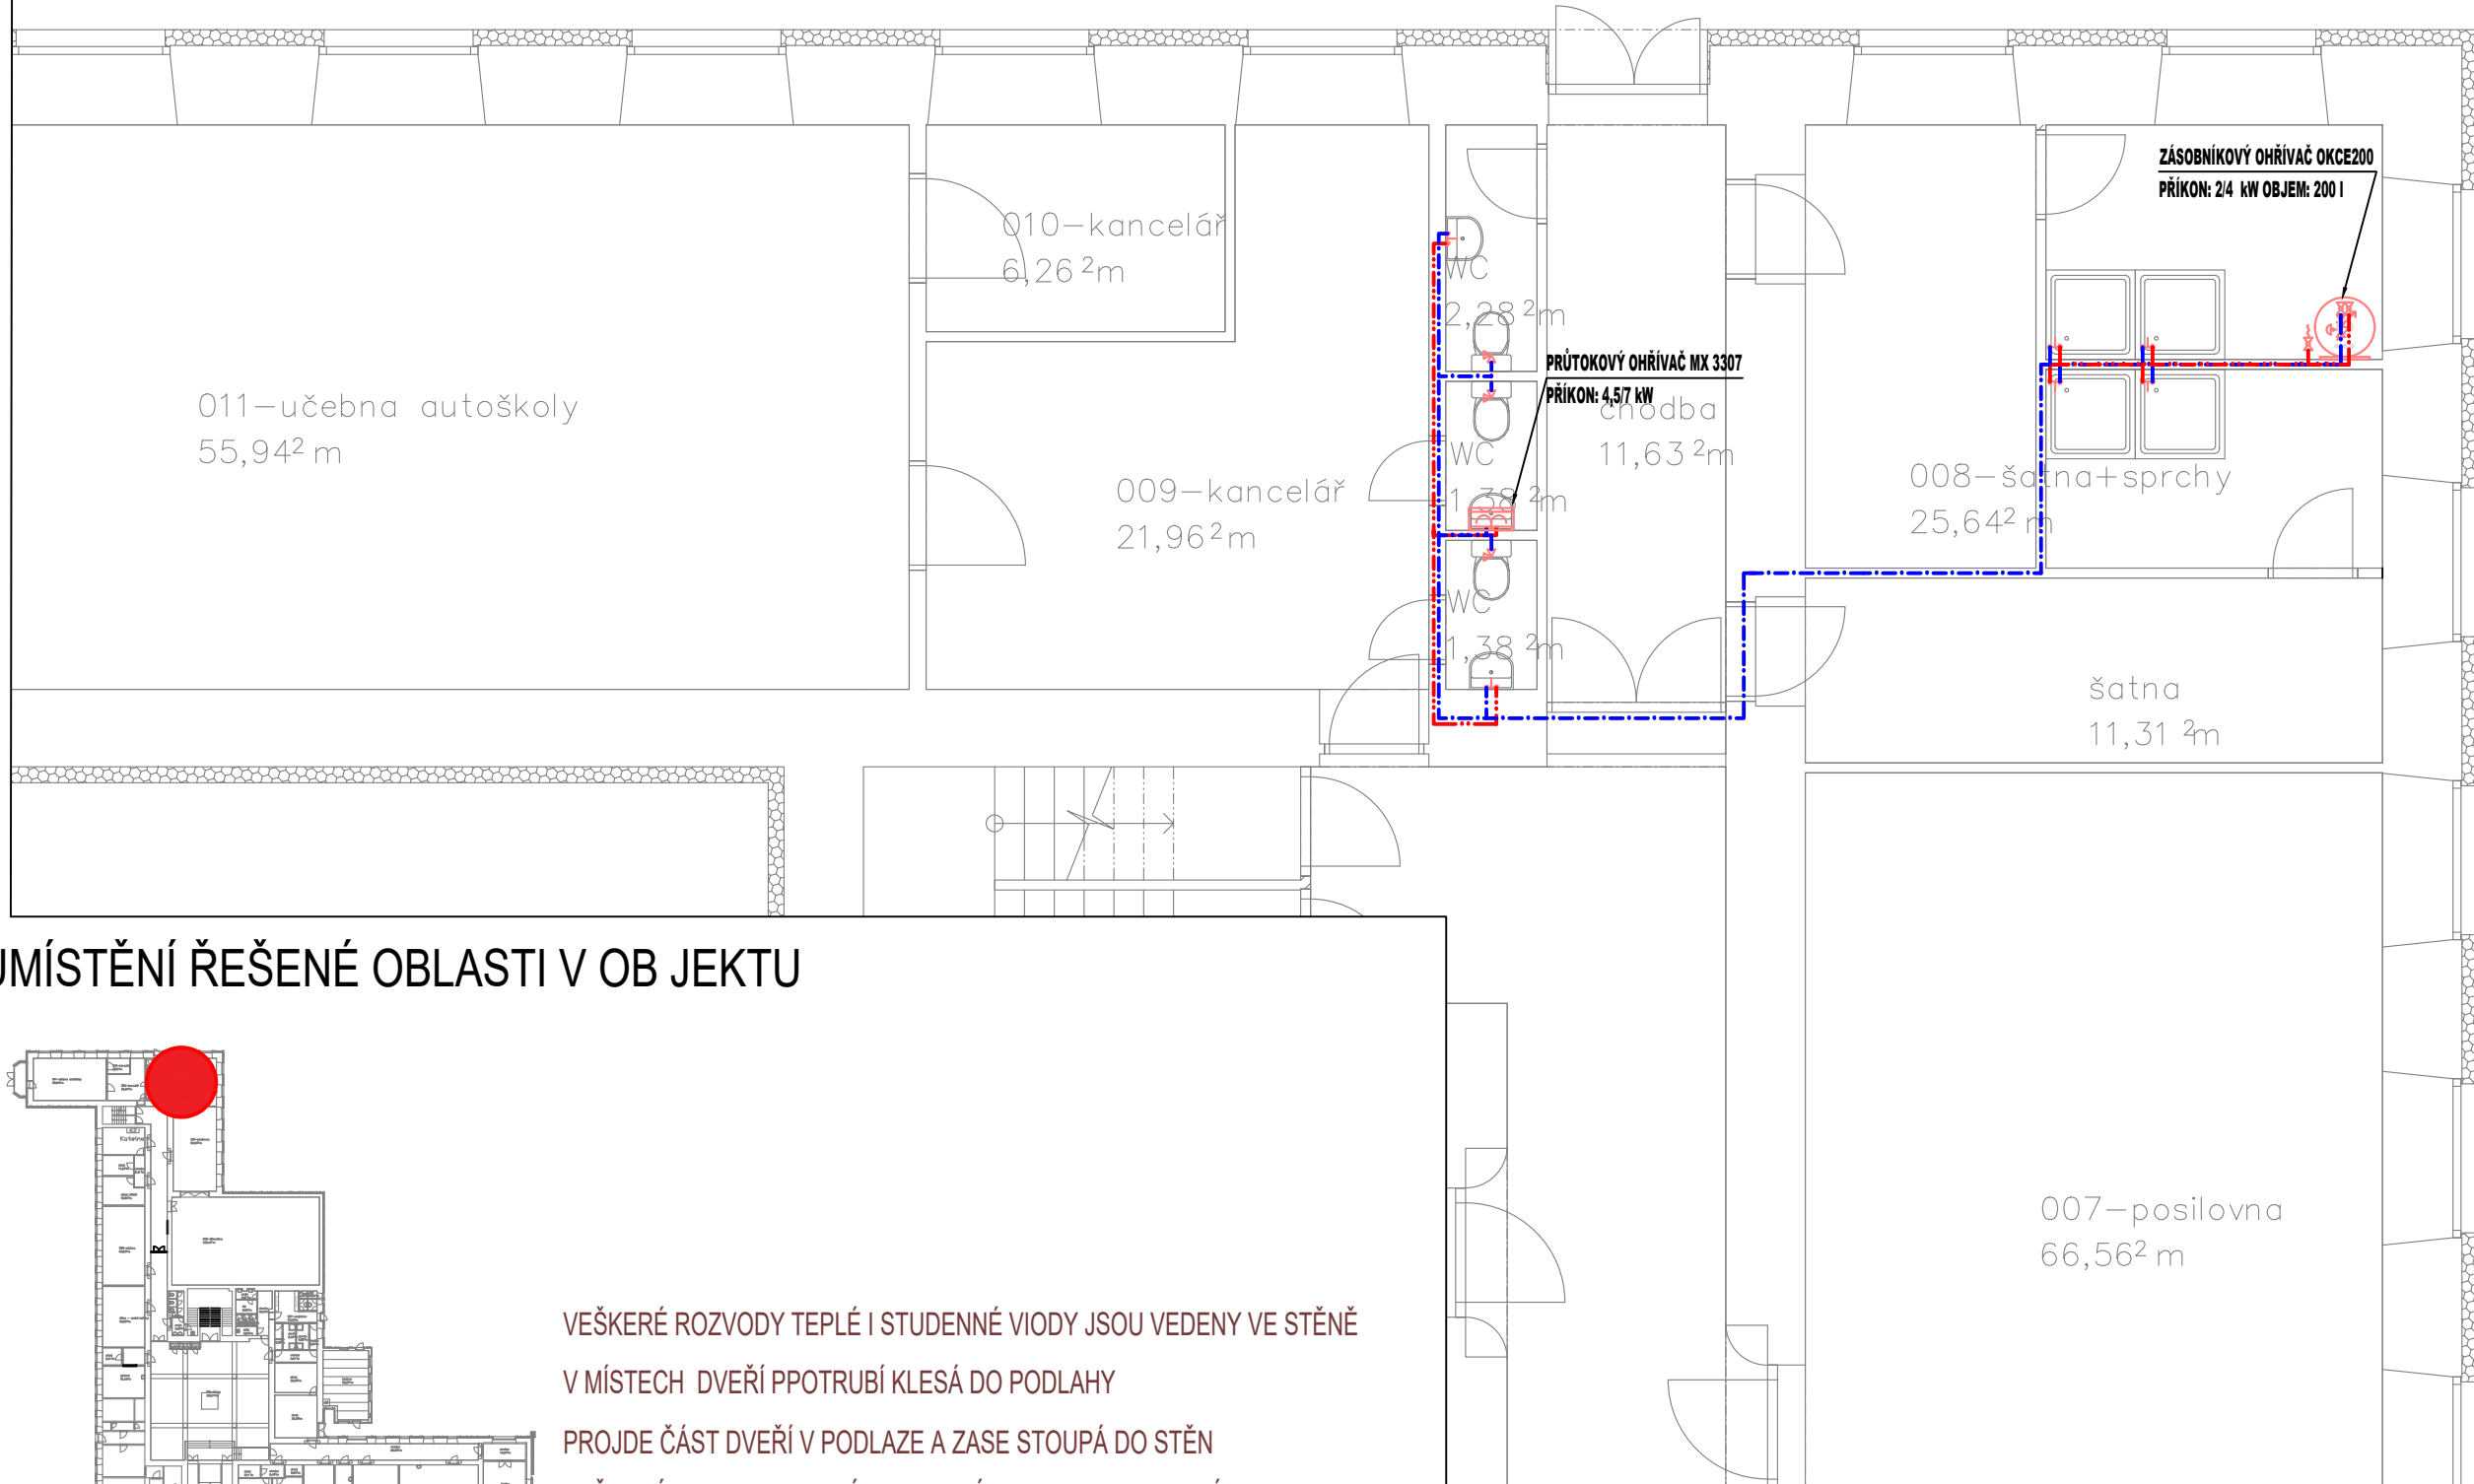 ZÁSOBNÍKOVÝ OHŘÍVAČ OKCE200
PŘÍKON: 2/4 kW OBJEM: 200 l
010-kancelář
6,26 ²m
WC
2,28 ²m
PRŮTOKOVÝ OHŘÍVAČ MX 3307
PŘÍKON: 4,5/7 kW
011-učebna autoškoly
55,94² m
chodba
11,63 ²m
WC
1,38 ²m
009-kancelář
21,96 ²m
008-šatna+sprchy
25,64² m
WC
1,38 ²m
šatna
11,31 ²m
UMÍSTĚNÍ ŘEŠENÉ OBLASTI V OB JEKTU
007-posilovna
66,56² m
VEŠKERÉ ROZVODY TEPLÉ I STUDENNÉ VIODY JSOU VEDENY VE STĚNĚ
V MÍSTECH DVEŘÍ PPOTRUBÍ KLESÁ DO PODLAHY
PROJDE ČÁST DVEŘÍ V PODLAZE A ZASE STOUPÁ DO STĚN